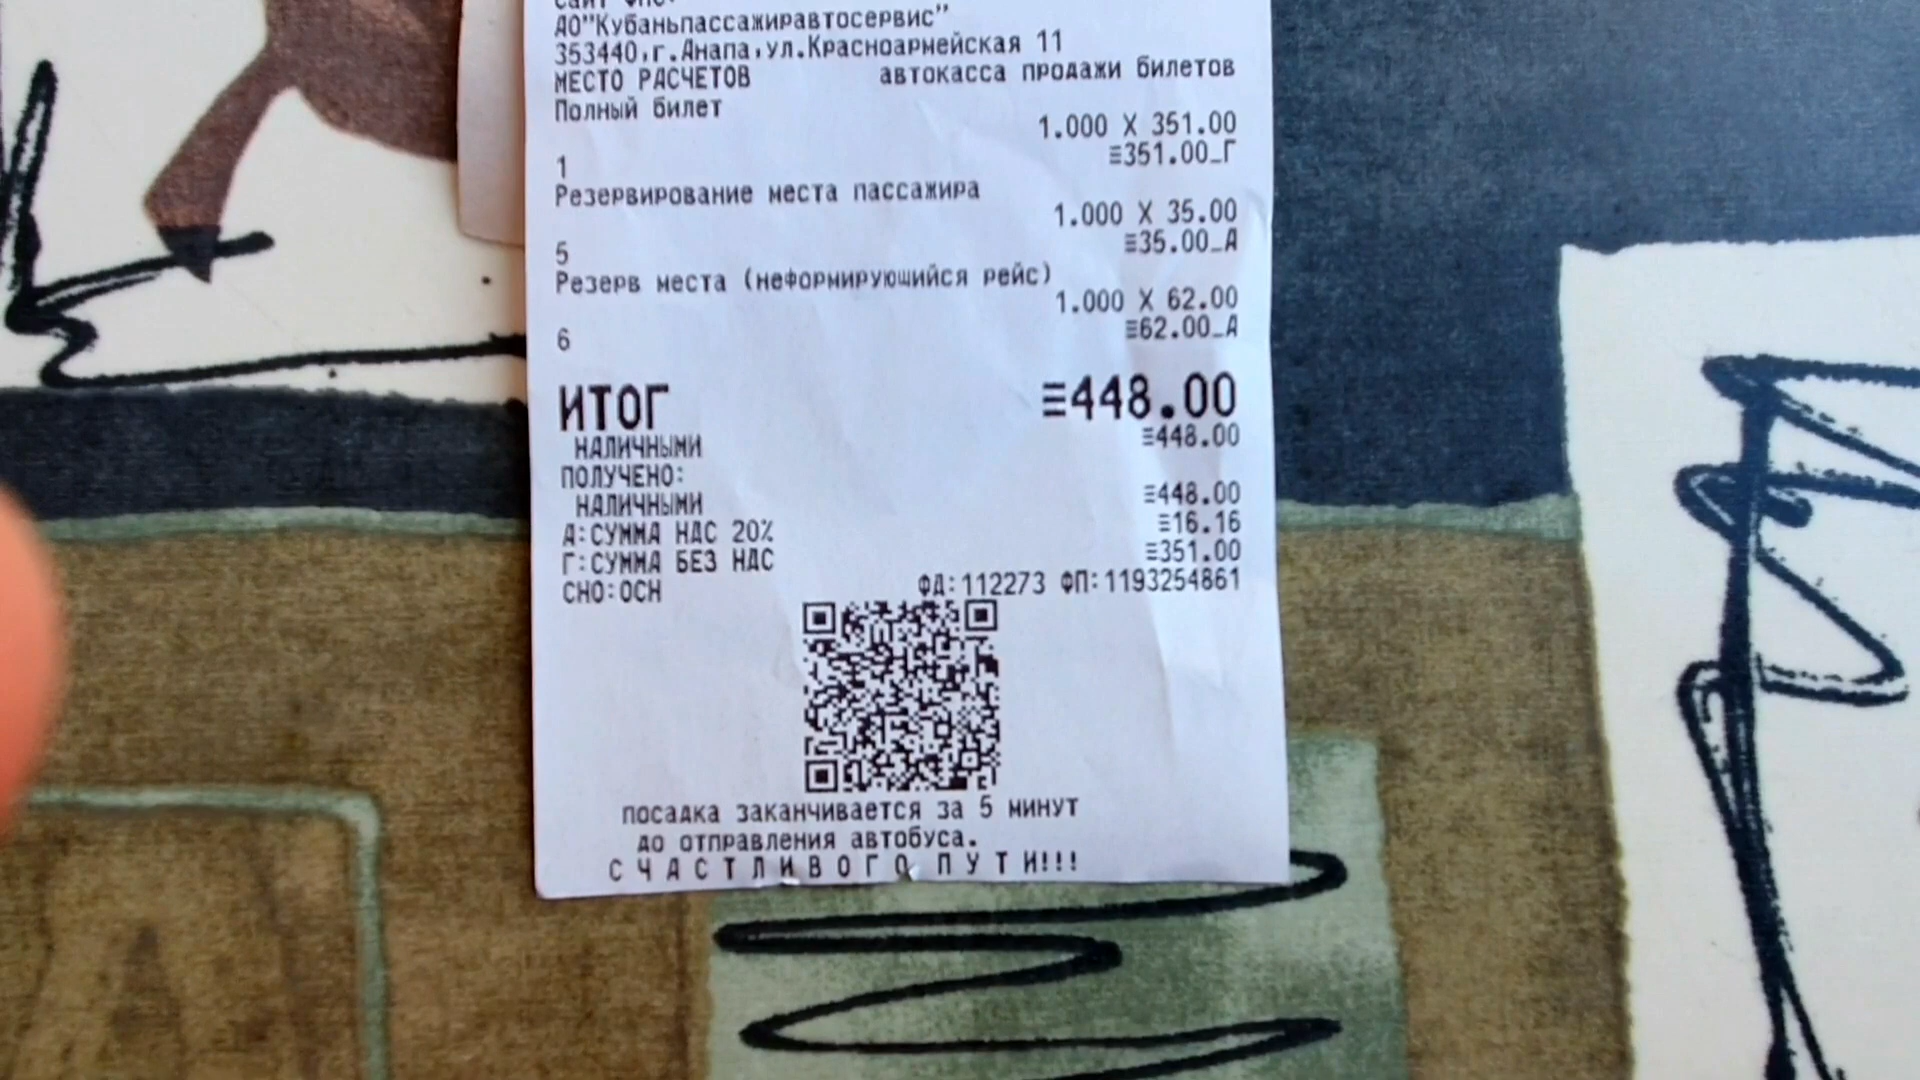 АО"Кубаньпассажиравтосервис"
353440,г.Анапа,ул.Красноармейская 11
МЕСТО РАСЧЕТОВ автокасса продажи билетов
Полный билет
1.000 X 351.00
1 ≡351.00_Г
Резервирование места пассажира
1.000 X 35.00
5 ≡35.00_А
Резерв места (неформирующийся рейс)
1.000 X 62.00
6 ≡62.00_А
ИТОГ ≡448.00
НАЛИЧНЫМИ ≡448.00
ПОЛУЧЕНО:
НАЛИЧНЫМИ ≡448.00
А:СУММА НДС 20% ≡16.16
Г:СУММА БЕЗ НДС ≡351.00
СНО:ОСН ФД:112273 ФП:1193254861
посадка заканчивается за 5 минут
до отправления автобуса.
С Ч А С Т Л И В О Г О П У Т И!!!